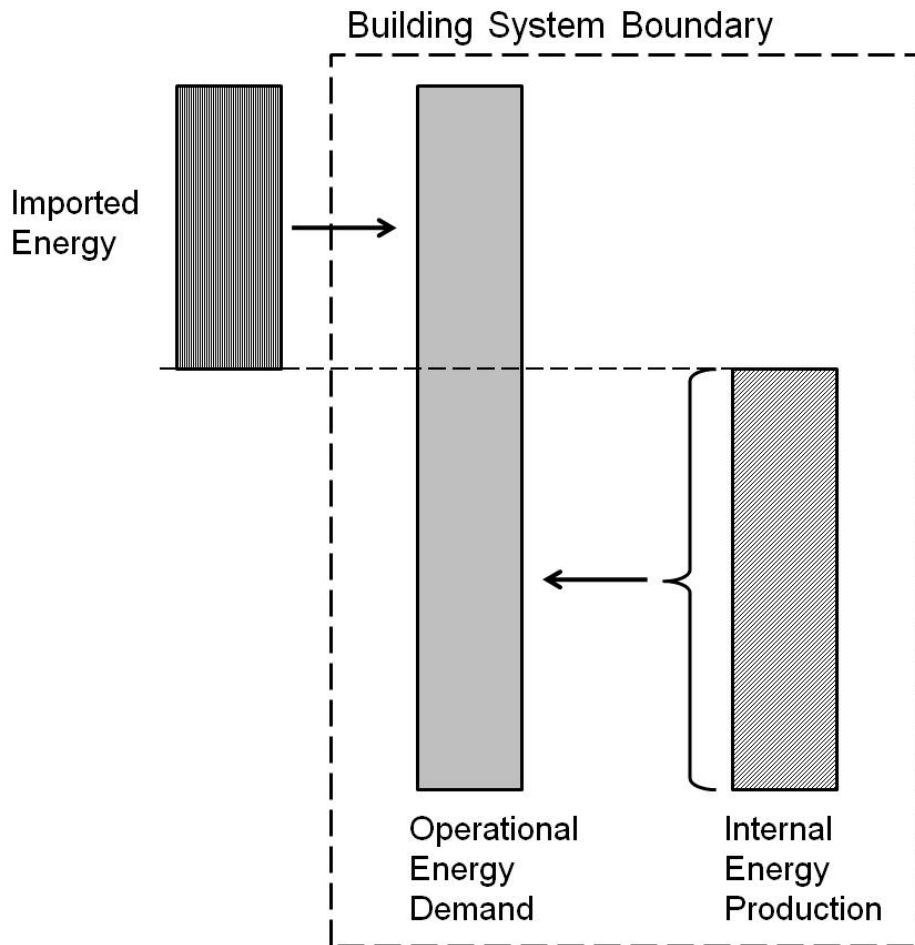 Building System Boundary
Imported
Energy
Operational
Energy
Demand
Internal
Energy
Production